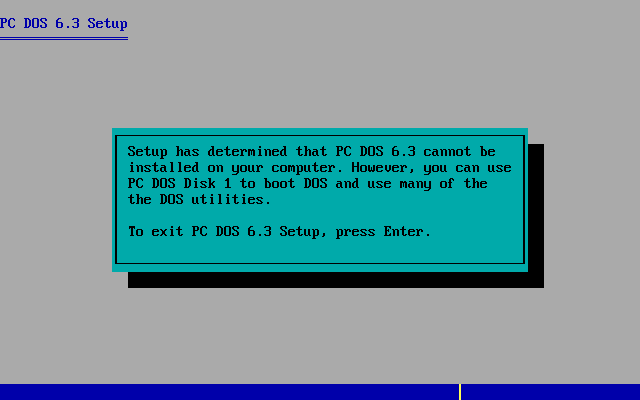 PC DOS 6.3 Setup
Setup has determined that PC DOS 6.3 cannot be
installed on your computer. However, you can use
PC DOS Disk 1 to boot DOS and use many of the
the DOS utilities.
To exit PC DOS 6.3 Setup, press Enter.